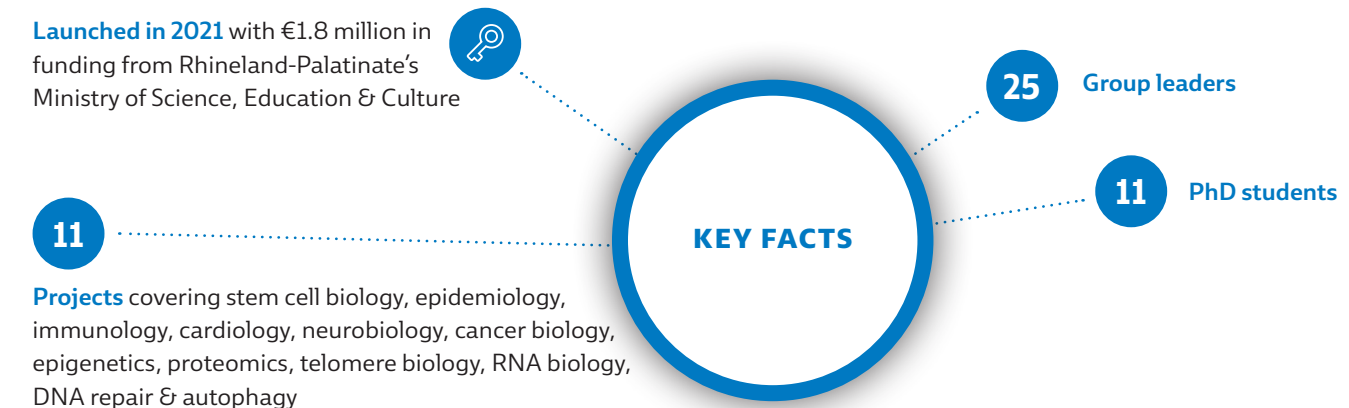 Launched in 2021 with €1.8 million in
funding from Rhineland-Palatinate’s
Ministry of Science, Education & Culture
25
Group leaders
11
PhD students
KEY FACTS
11
Projects covering stem cell biology, epidemiology,
immunology, cardiology, neurobiology, cancer biology,
epigenetics, proteomics, telomere biology, RNA biology,
DNA repair & autophagy